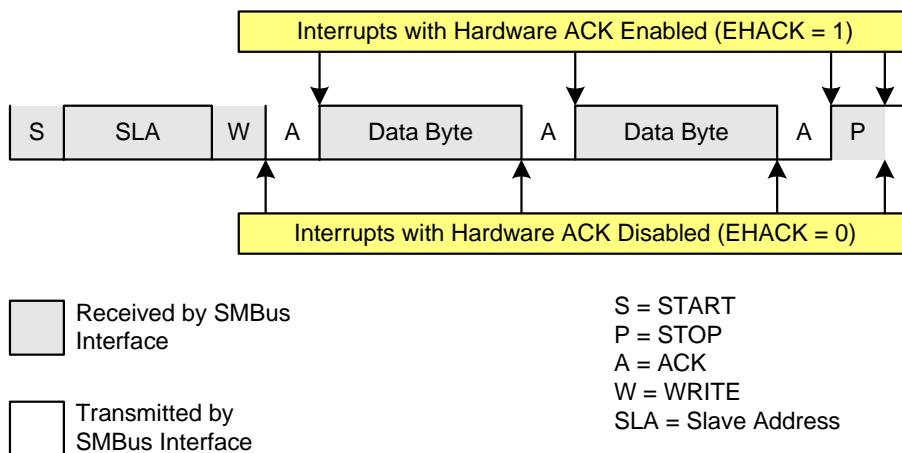 Interrupts with Hardware ACK Enabled (EHACK = 1)
S SLA W A Data Byte A Data Byte A P
Interrupts with Hardware ACK Disabled (EHACK = 0)
Received by SMBus
Interface
Transmitted by
SMBus Interface
S = START
P = STOP
A = ACK
W = WRITE
SLA = Slave Address